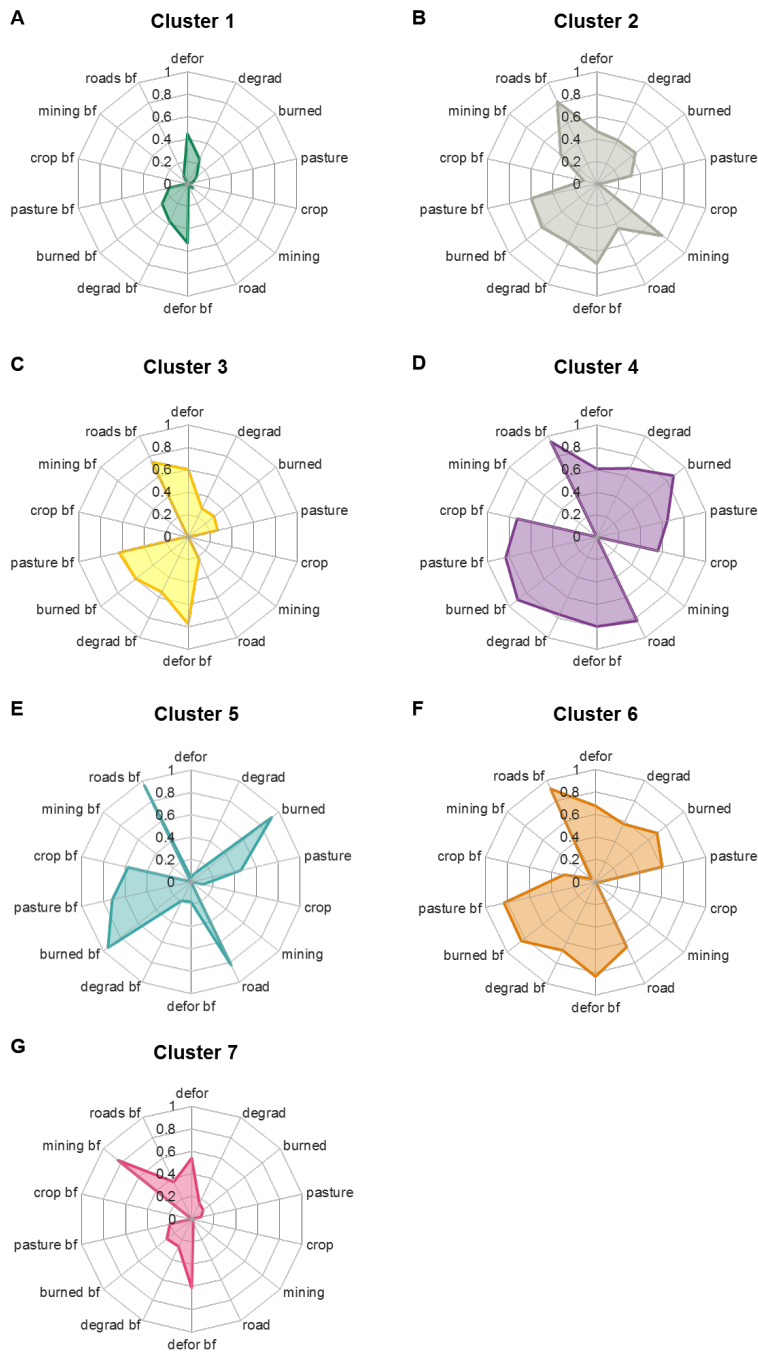 A
Cluster 1
defor
1
roads bf
degrad
0.8
mining bf
burned
0.6
0.4
crop bf
pasture
0.2
0
pasture bf
crop
burned bf
mining
degrad bf
road
defor bf
B
Cluster 2
defor
1
roads bf
degrad
0.8
mining bf
burned
0.6
0.4
crop bf
pasture
0.2
0
pasture bf
crop
burned bf
mining
degrad bf
road
defor bf
C
Cluster 3
defor
1
roads bf
degrad
0.8
mining bf
burned
0.6
0.4
crop bf
pasture
0.2
0
pasture bf
crop
burned bf
mining
degrad bf
road
defor bf
D
Cluster 4
defor
1
roads bf
degrad
0.8
mining bf
burned
0.6
0.4
crop bf
pasture
0.2
0
pasture bf
crop
burned bf
mining
degrad bf
road
defor bf
E
Cluster 5
defor
1
roads bf
degrad
0.8
mining bf
burned
0.6
0.4
crop bf
pasture
0.2
0
pasture bf
crop
burned bf
mining
degrad bf
road
defor bf
F
Cluster 6
defor
1
roads bf
degrad
0.8
mining bf
burned
0.6
0.4
crop bf
pasture
0.2
0
pasture bf
crop
burned bf
mining
degrad bf
road
defor bf
G
Cluster 7
defor
1
roads bf
degrad
0.8
mining bf
burned
0.6
0.4
crop bf
pasture
0.2
0
pasture bf
crop
burned bf
mining
degrad bf
road
defor bf